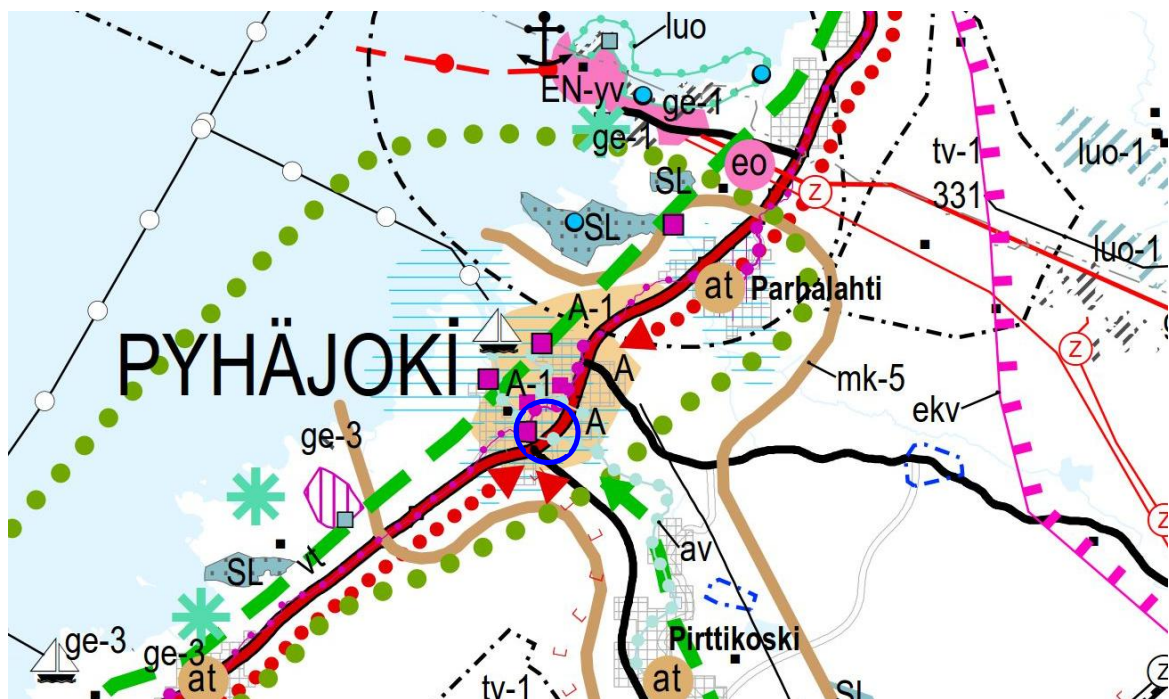 luo
EN-yv
ge-1
ge-1
eo
tv-1
luo-1
SL
Z
331
SL
luo-1
at
Parhalahti
A-1
PYHÄJOKİ
A
Z
A-1
mk-5
ekv
A
ge-3
Z
av
vt
SL
Pirttikoski
ge-3
ge-3
at
at
tv-1
SL
Z